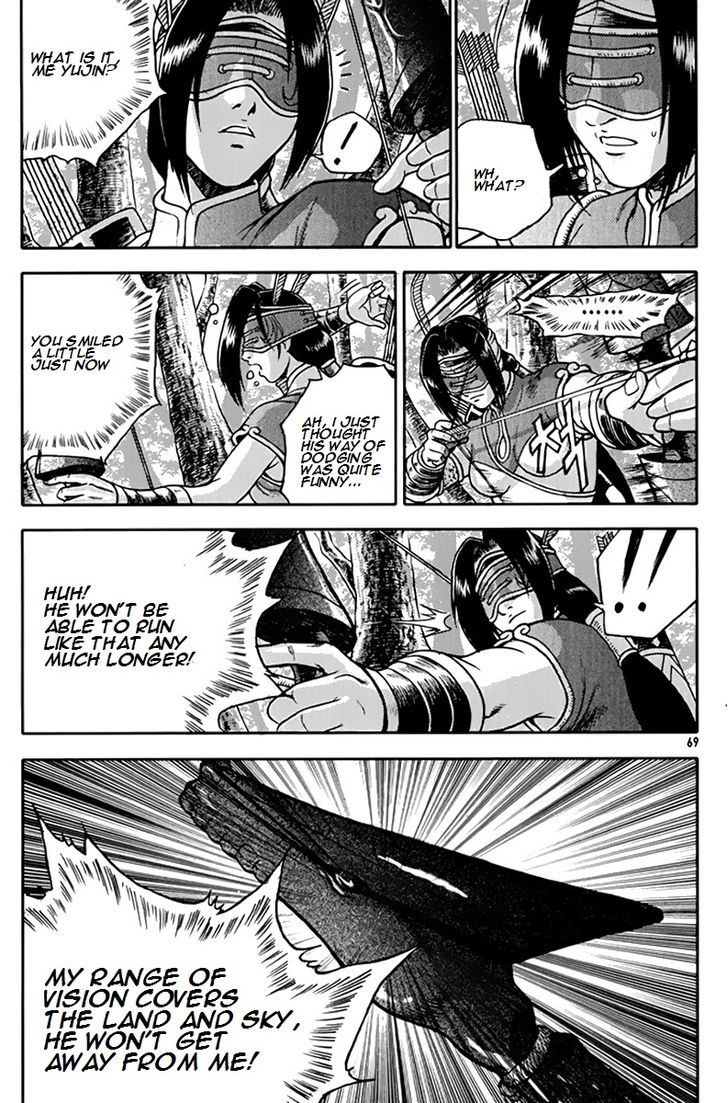 WHAT IS IT,
ME YUJIN?
!
WH,
WHAT?
YOU SMILED
A LITTLE
JUST NOW
AH, I JUST
THOUGHT
HIS WAY OF
DODGING
WAS QUITE
FUNNY...
......
HUH!
HE WON'T BE
ABLE TO RUN
LIKE THAT ANY
MUCH LONGER!
!!
69
MY RANGE OF
VISION COVERS
THE LAND AND SKY,
HE WON'T GET
AWAY FROM ME!